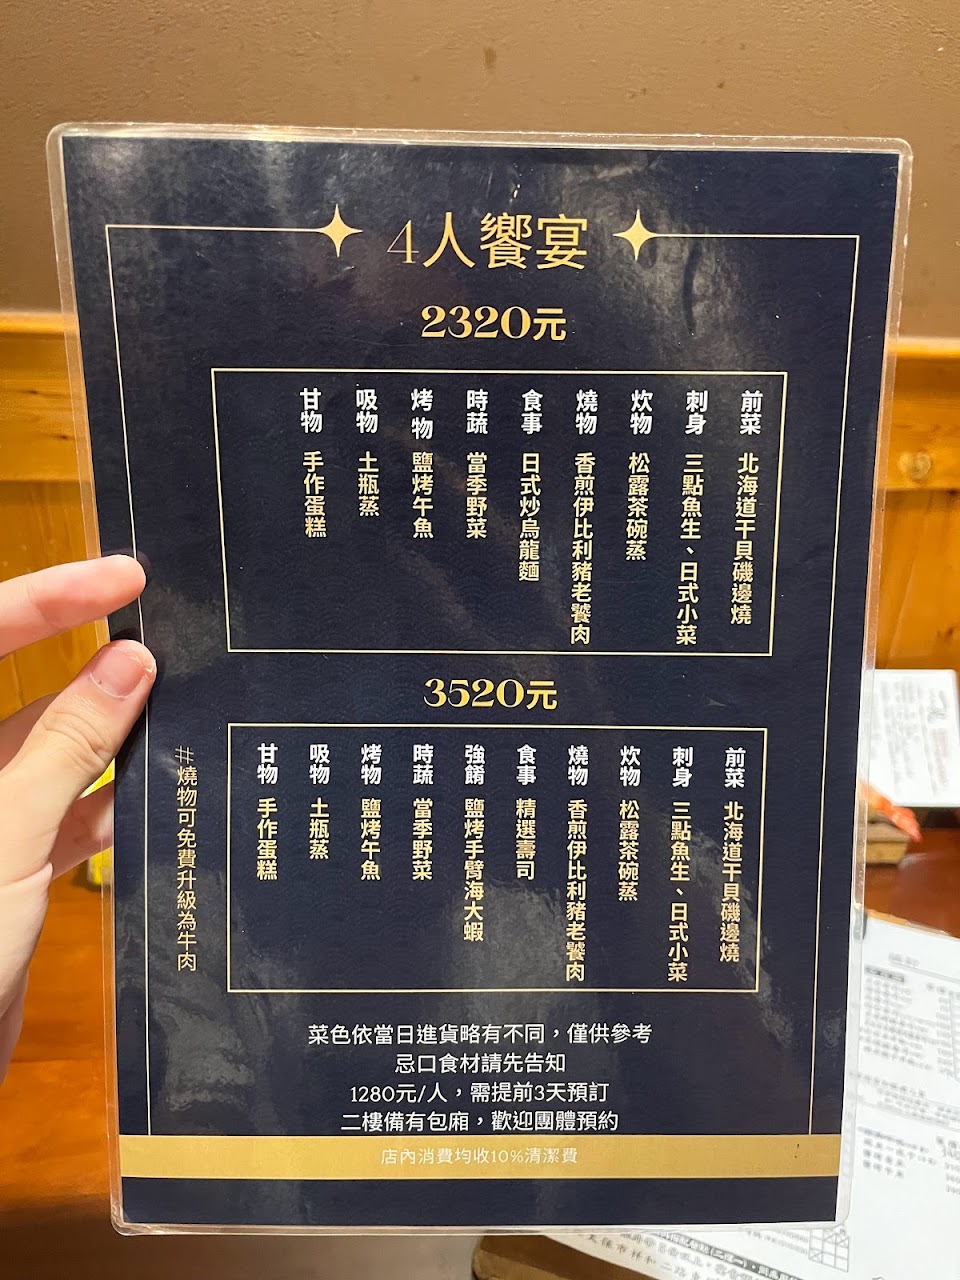 4人饗宴
2320元
前菜 北海道干貝磯邊燒
刺身 三點魚生、日式小菜
炊物 松露茶碗蒸
燒物 香煎伊比利豬老饕肉
食事 日式炒烏龍麵
時蔬 當季野菜
烤物 鹽烤午魚
吸物 土瓶蒸
甘物 手作蛋糕
3520元
前菜 北海道干貝磯邊燒
刺身 三點魚生、日式小菜
炊物 松露茶碗蒸
燒物 香煎伊比利豬老饕肉
食事 精選壽司
強餚 鹽烤手臂海大蝦
時蔬 當季野菜
烤物 鹽烤午魚
吸物 土瓶蒸
甘物 手作蛋糕
#燒物可免費升級為牛肉
菜色依當日進貨略有不同，僅供參考
忌口食材請先告知
1280元/人，需提前3天預訂
二樓備有包廂，歡迎團體預約
店內消費均收10%清潔費